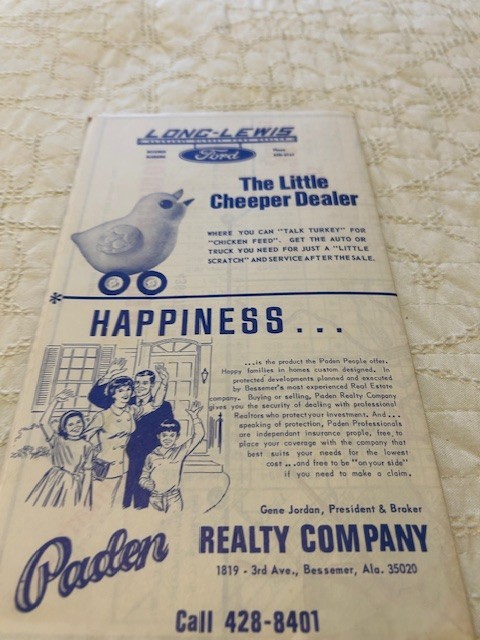 LONG-LEWIS
Ford
The Little
Cheeper Dealer
WHERE YOU CAN "TALK TURKEY" FOR
"CHICKEN FEED". GET THE AUTO OR
TRUCK YOU NEED FOR JUST A "LITTLE
SCRATCH" AND SERVICE AFTER THE SALE.
HAPPINESS...
...is the product the Paden People offer.
Happy families in homes custom designed. In
protected developments planned and executed
by Bessemer's most experienced Real Estate
company. Buying or selling, Paden Realty Company
gives you the security of dealing with professional
Realtors who protect your investment. And...
speaking of protection, Paden Professionals
are independent insurance prople, free to
place your coverage with the company that
best suits your needs for the lowest
cost...and free to be "on your side"
if you need to make a claim.
Gene Jordan, President & Broker
Paden REALTY COMPANY
1819 - 3rd Ave., Bessemer, Ala. 35020
Call 428-8401